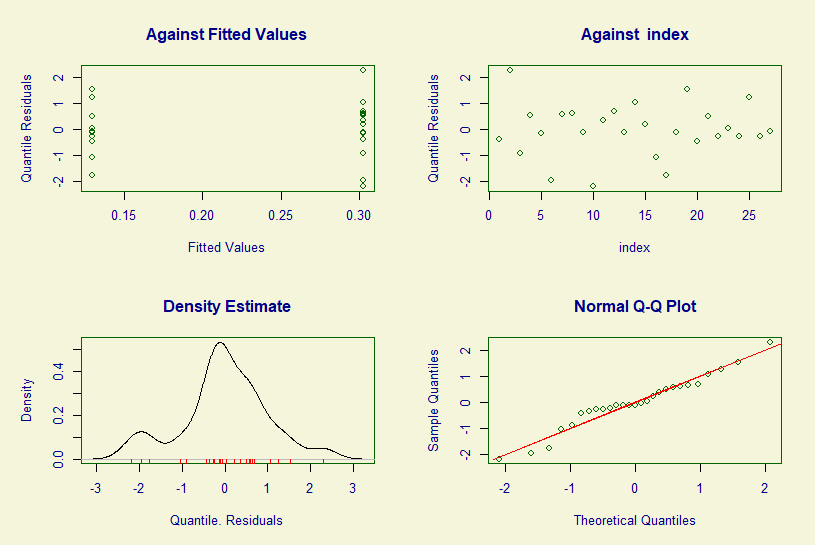 Against Fitted Values
Quantile Residuals
2
1
0
-1
-2
0.15 0.20 0.25 0.30
Fitted Values
Against index
Quantile Residuals
2
1
0
-1
-2
0 5 10 15 20 25
index
Density Estimate
Density
0.4
0.2
0.0
-3 -2 -1 0 1 2 3
Quantile. Residuals
Normal Q-Q Plot
Sample Quantiles
2
1
0
-1
-2
-2 -1 0 1 2
Theoretical Quantiles